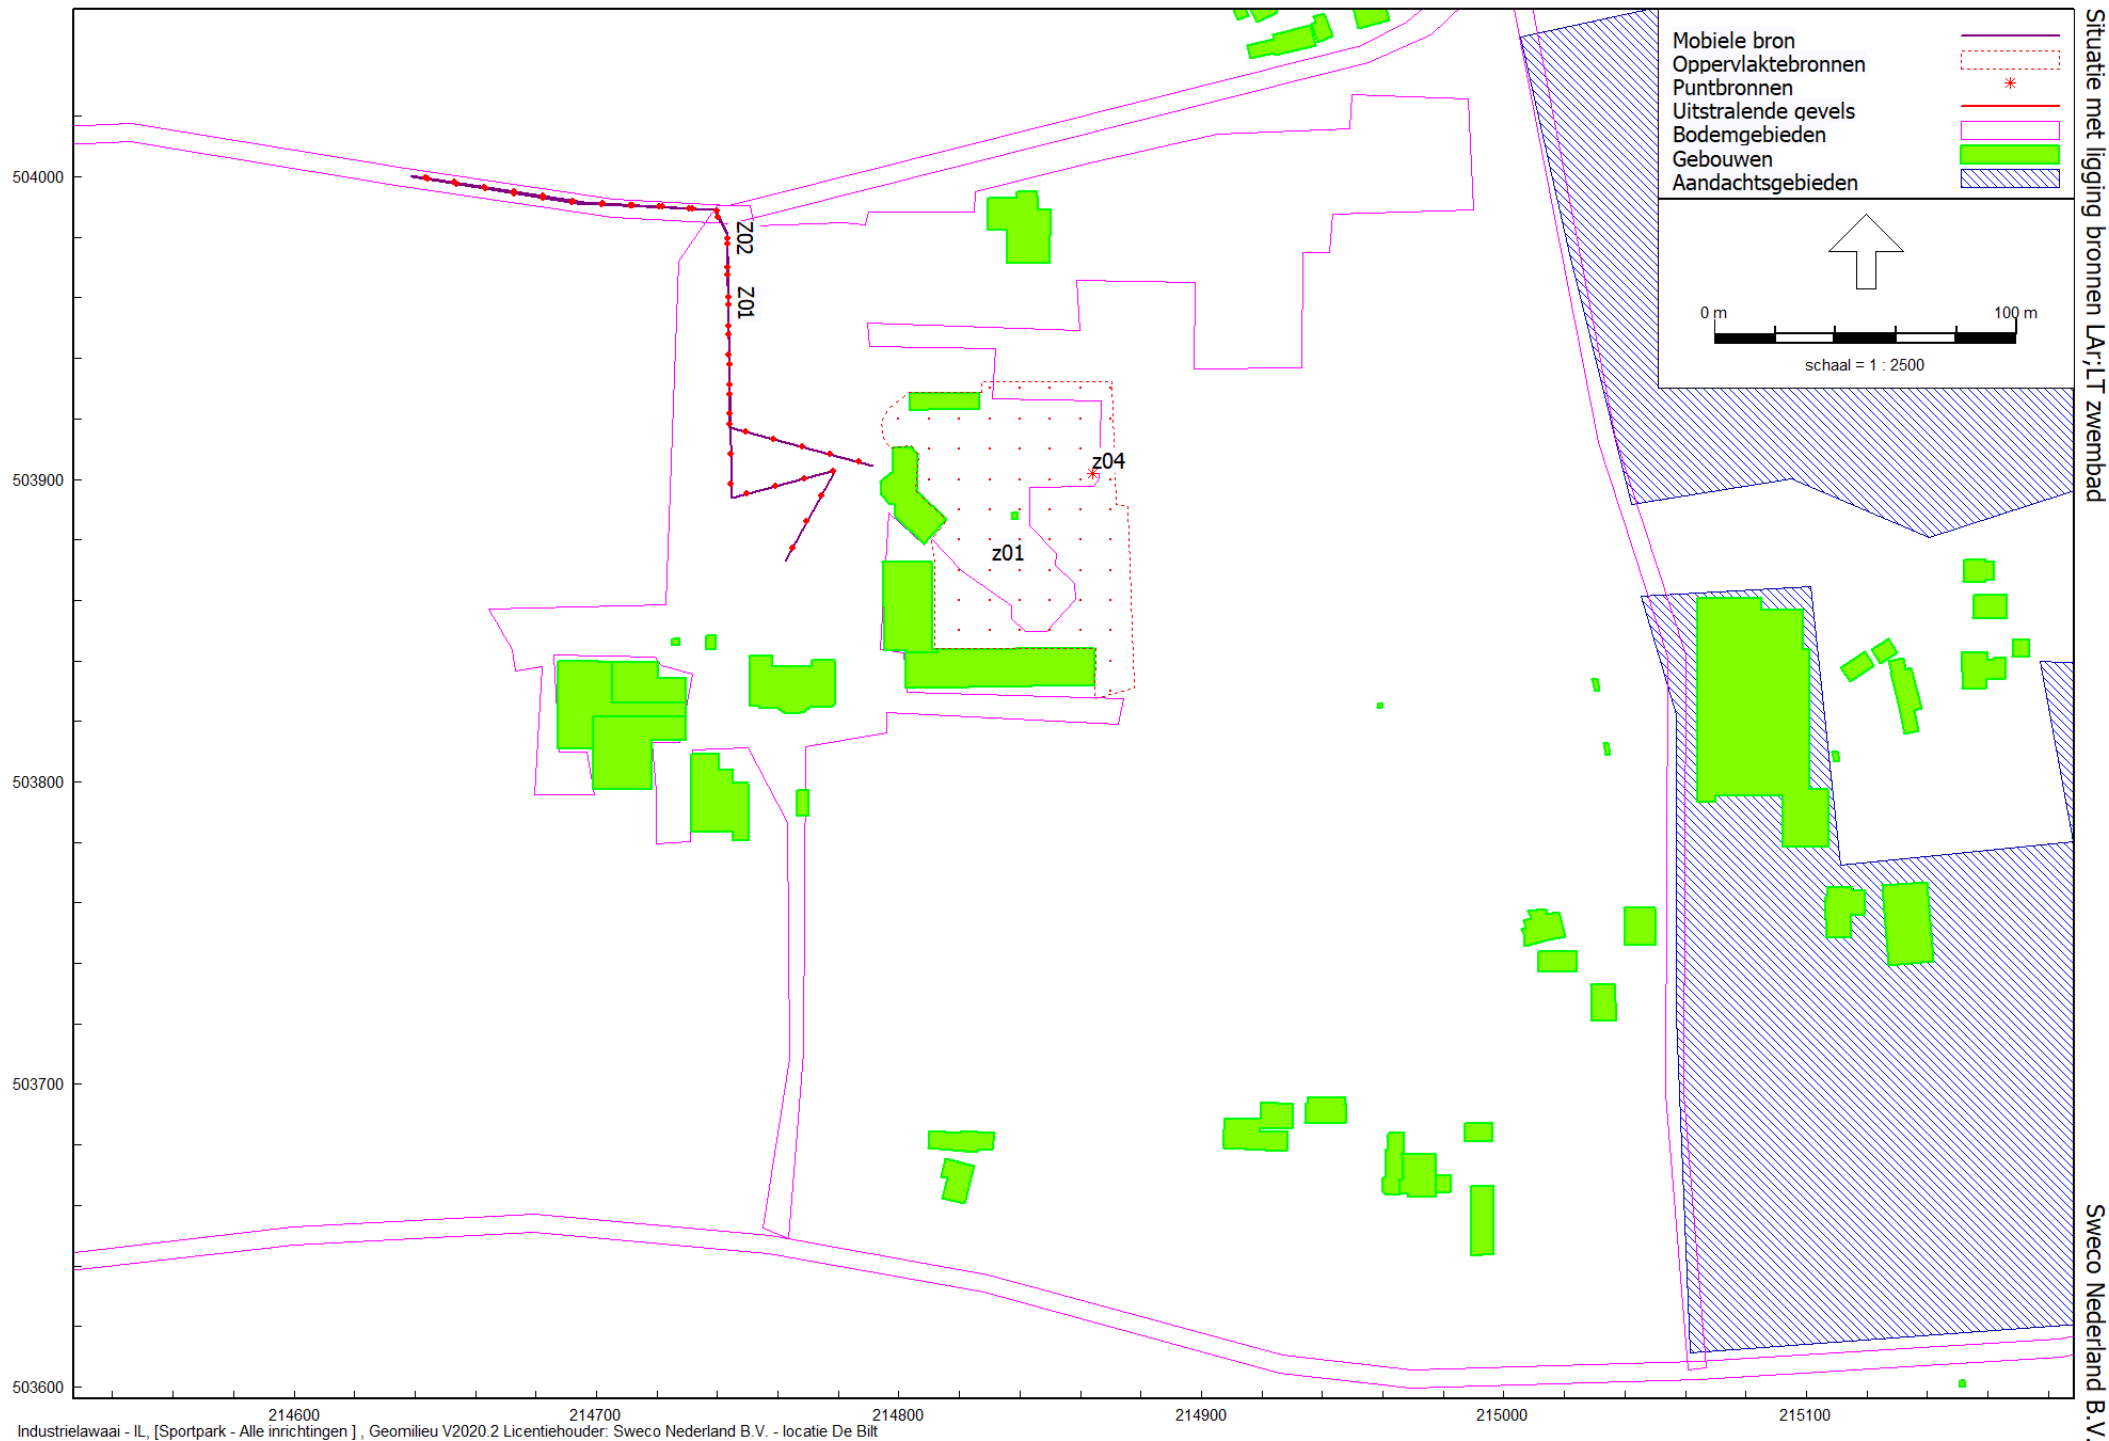 Situatie met ligging bronnen LAr;LT zwembad
Mobiele bron
Oppervlaktebronnen
Puntbronnen
Uitstralende gevels
Bodemgebieden
Gebouwen
Aandachtsgebieden
0 m
100 m
schaal = 1 : 2500
504000
503900
503800
503700
503600
Z02
Z01
z04
z01
214600
214700
214800
214900
215000
215100
Sweco Nederland B.V.
Industrielawaai - IL, [Sportpark - Alle inrichtingen ] , Geomilieu V2020.2 Licentiehouder: Sweco Nederland B.V. - locatie De Bilt